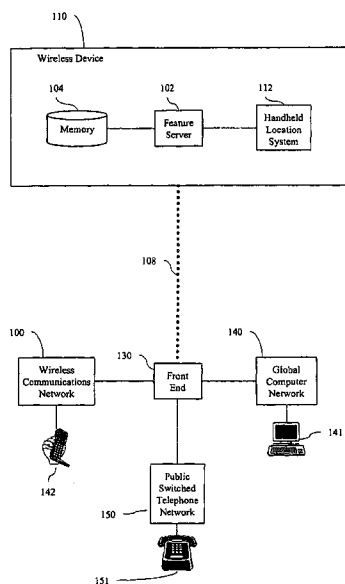 110
Wireless Device
104
102
112
Memory
Feature
Server
Handheld
Location
System
108
100
130
140
Wireless
Communications
Network
Front
End
Global
Computer
Network
142
141
150
Public
Switched
Telephone
Network
151